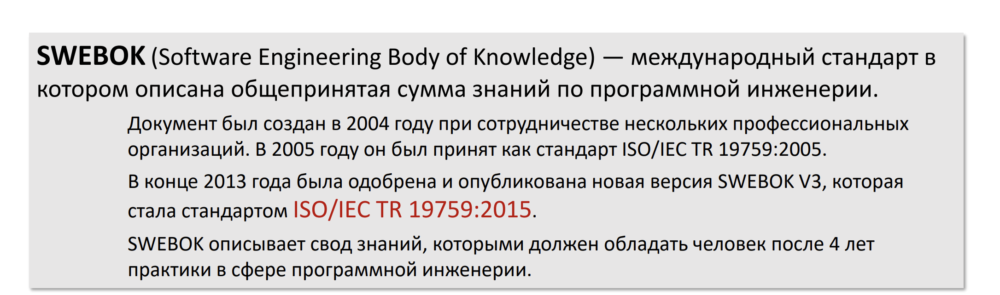 SWEBOK (Software Engineering Body of Knowledge) — международный стандарт в
котором описана общепринятая сумма знаний по программной инженерии.
Документ был создан в 2004 году при сотрудничестве нескольких профессиональных
организаций. В 2005 году он был принят как стандарт ISO/IEC TR 19759:2005.
В конце 2013 года была одобрена и опубликована новая версия SWEBOK V3, которая
стала стандартом ISO/IEC TR 19759:2015.
SWEBOK описывает свод знаний, которыми должен обладать человек после 4 лет
практики в сфере программной инженерии.